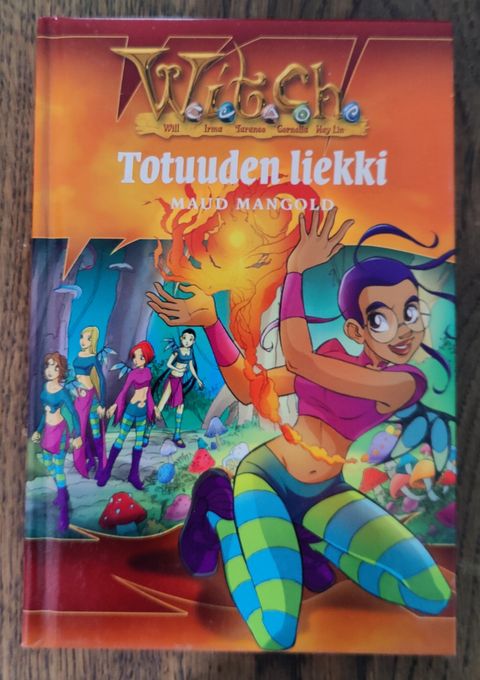 Witch
Will Irma Taranee Cornelia Hay Lin
Totuuden liekki
MAUD MANGOLD